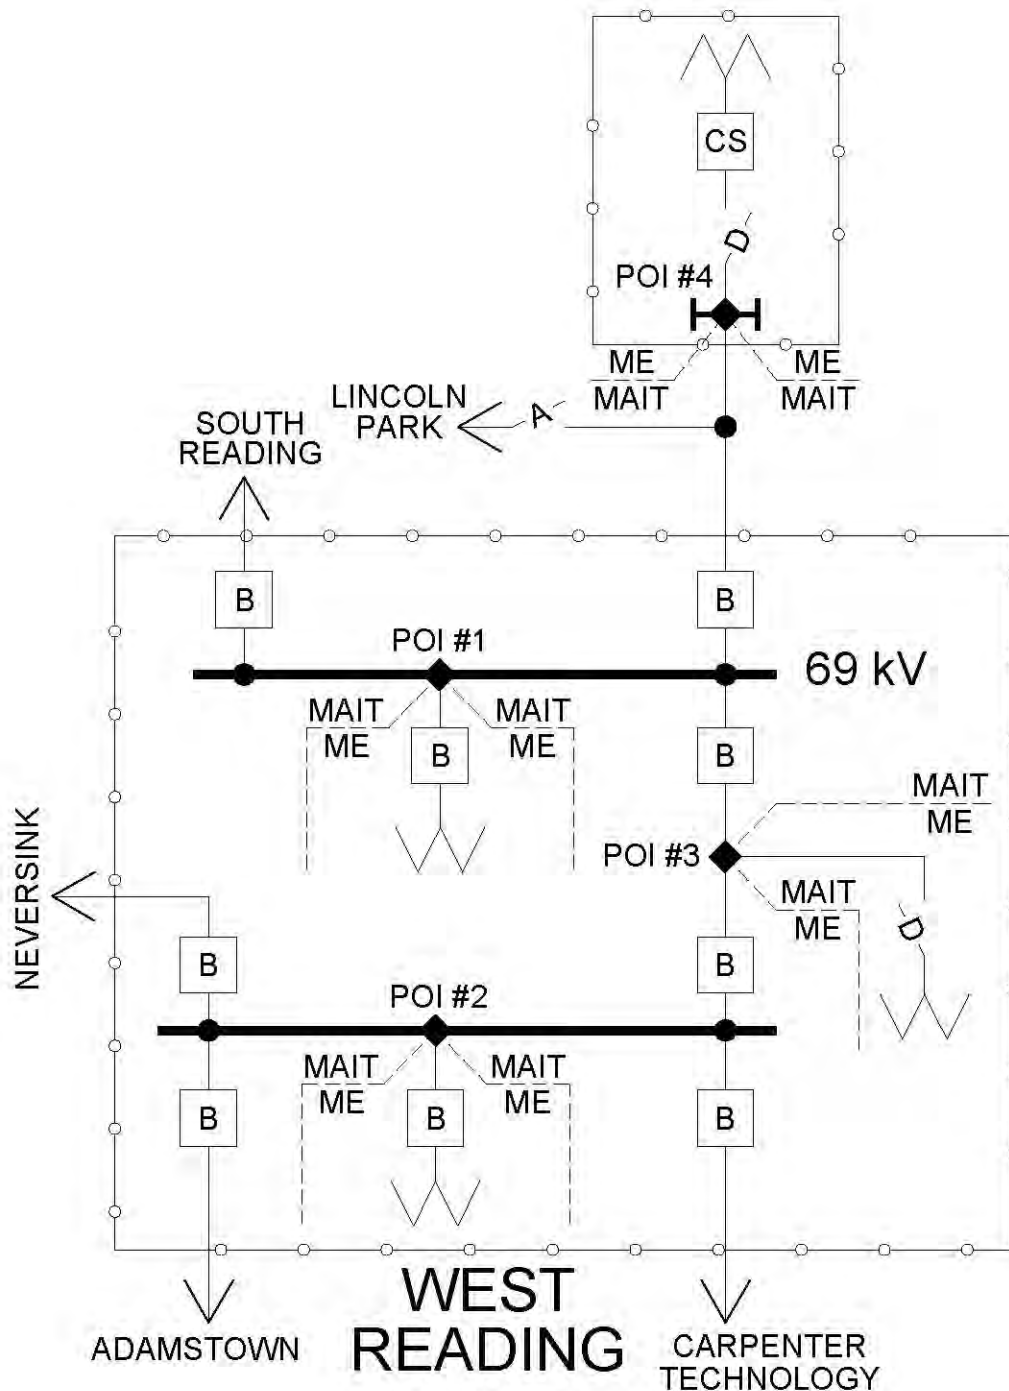 CS
D
POI #4
ME
MAIT
ME
MAIT
LINCOLN
PARK
A
SOUTH
READING
B
B
POI #1
69 kV
MAIT
ME
MAIT
ME
B
B
MAIT
ME
POI #3
MAIT
ME
D
NEVERSINK
B
B
POI #2
MAIT
ME
MAIT
ME
B
B
B
WEST
READING
ADAMSTOWN
CARPENTER
TECHNOLOGY